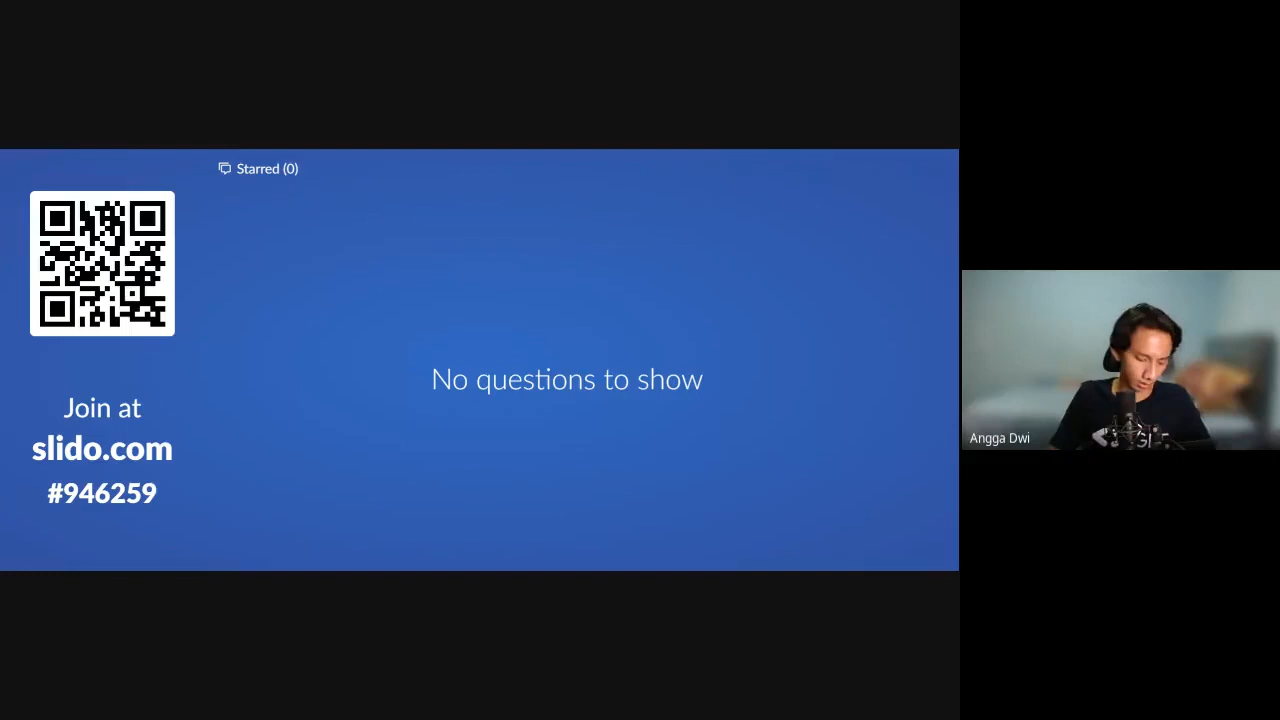 Starred (0)
No questions to show
Join at
slido.com
#946259
Angga Dwi